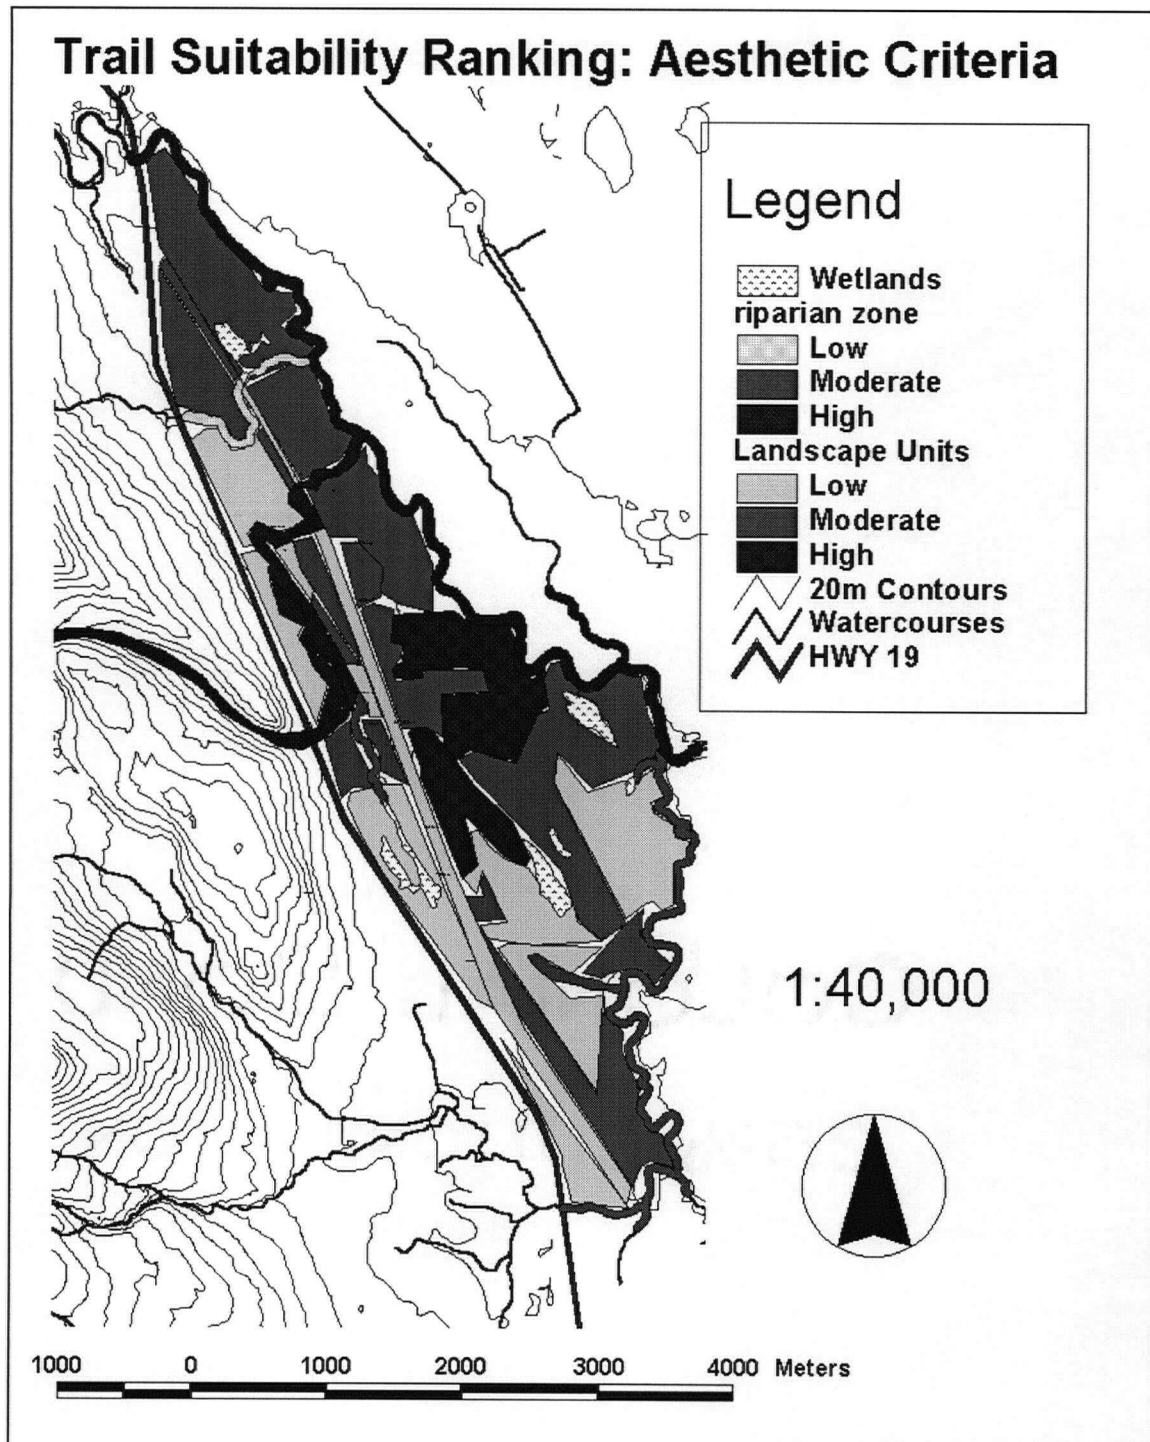 Trail Suitability Ranking: Aesthetic Criteria
Legend
Wetlands
riparian zone
Low
Moderate
High
Landscape Units
Low
Moderate
High
20m Contours
Watercourses
HWY 19
1:40,000
1000 0 1000 2000 3000 4000 Meters